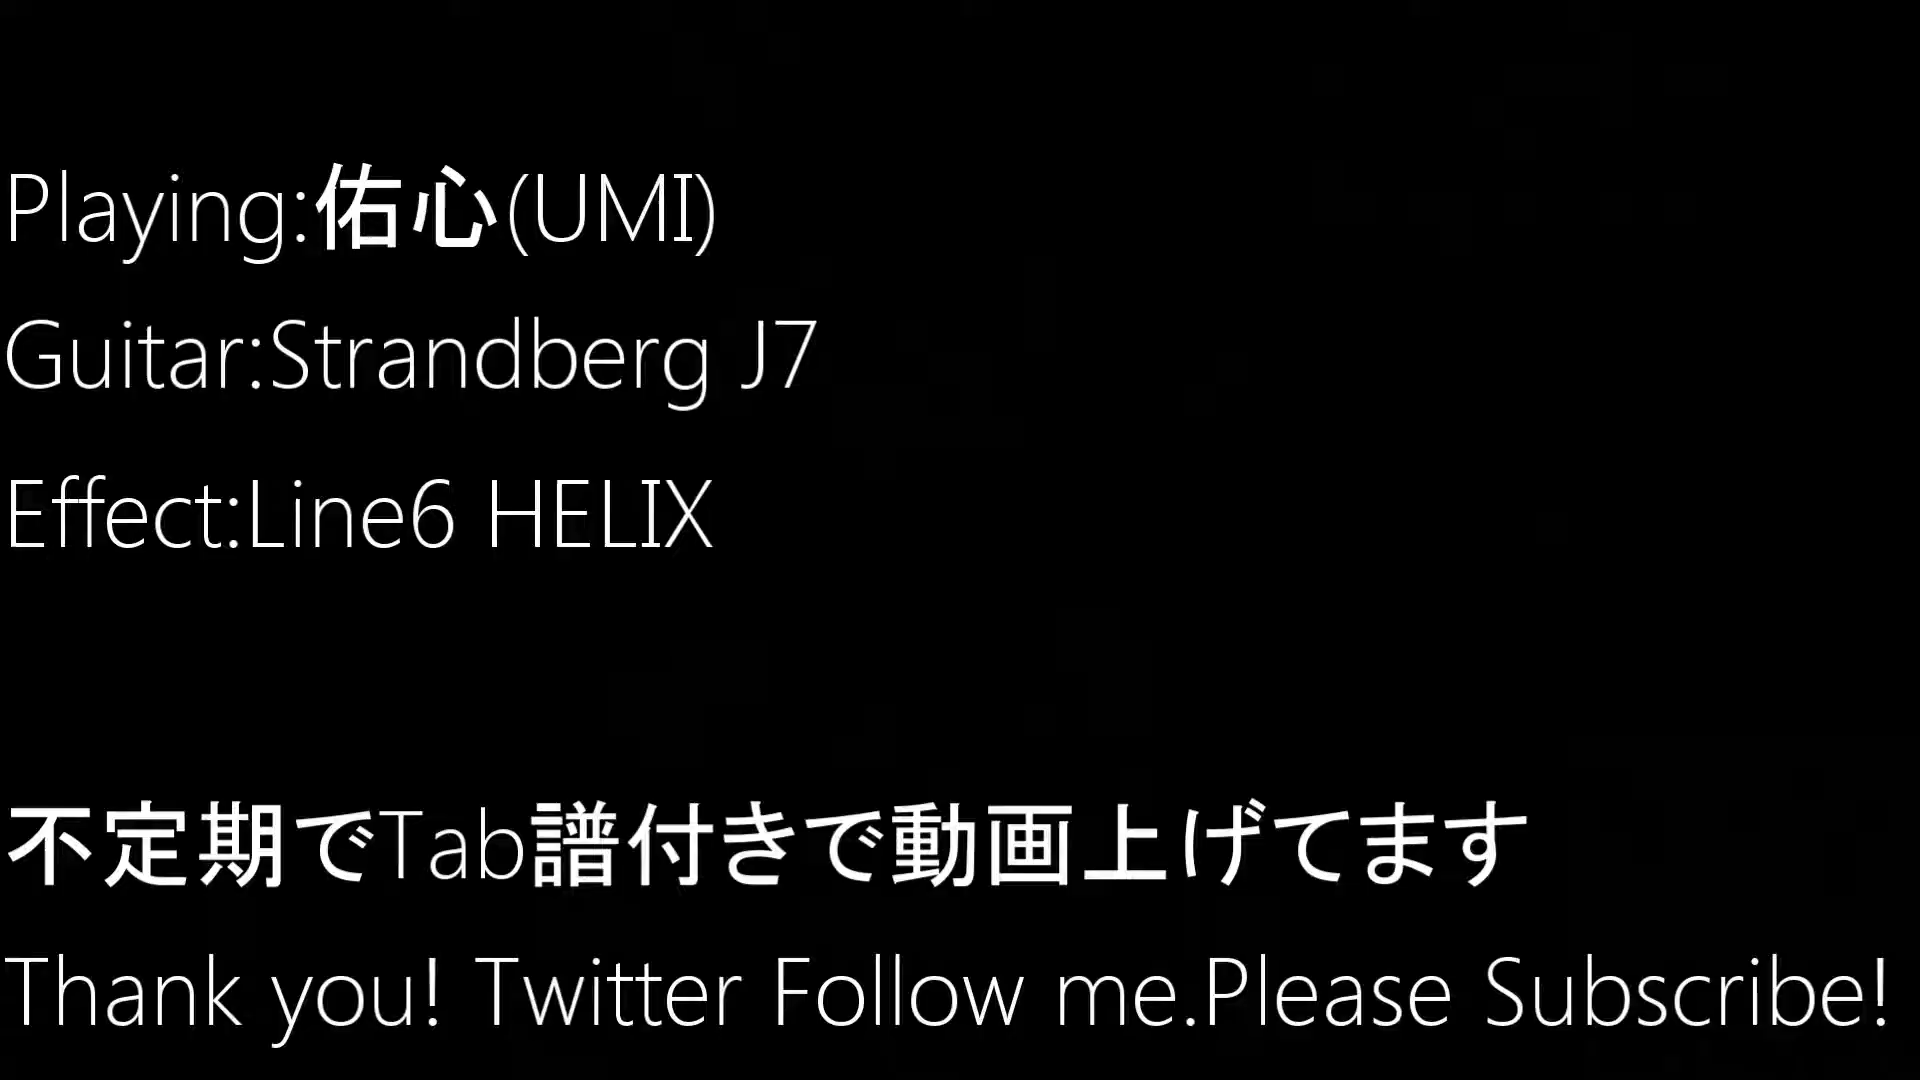 Playing:佑心(UMI)
Guitar:Strandberg J7
Effect:Line6 HELIX
不定期でTab譜付きで動画上げてます
Thank you! Twitter Follow me.Please Subscribe!